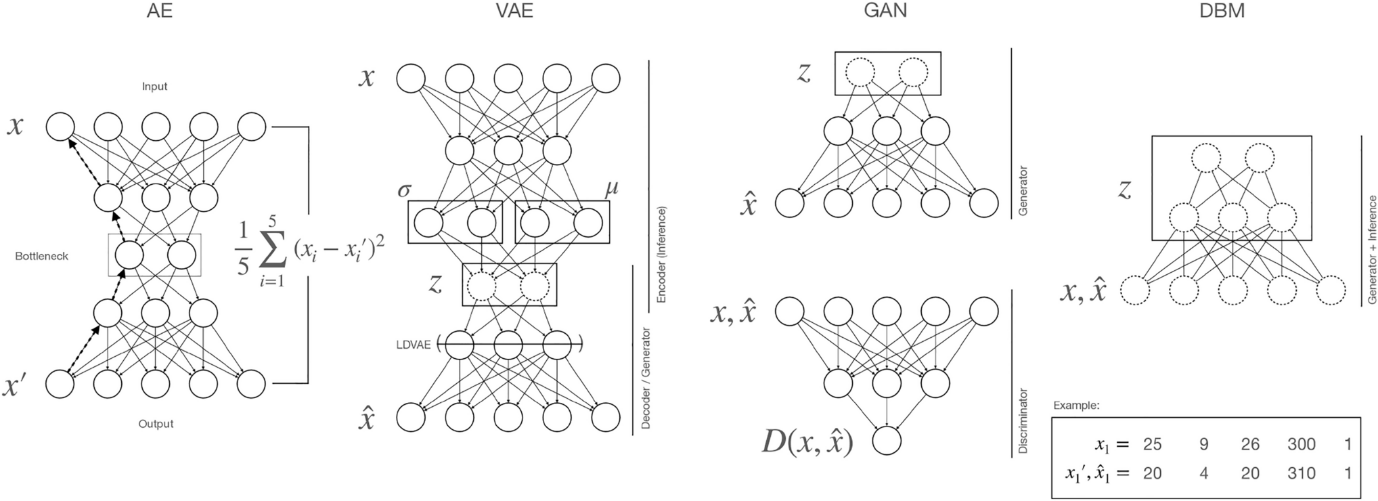 AE
Input
x
Bottleneck
1/5 ∑_{i=1}^{5} (x_i − x_i′)²
x′
Output
VAE
x
σ
μ
z
LDVAE ( )
x̂
Encoder (Inference)
Decoder / Generator
GAN
z
x̂
Generator
x, x̂
D(x, x̂)
Discriminator
DBM
z
x, x̂
Generator + Inference
Example:
x₁ = 25 9 26 300 1
x₁′, x̂₁ = 20 4 20 310 1